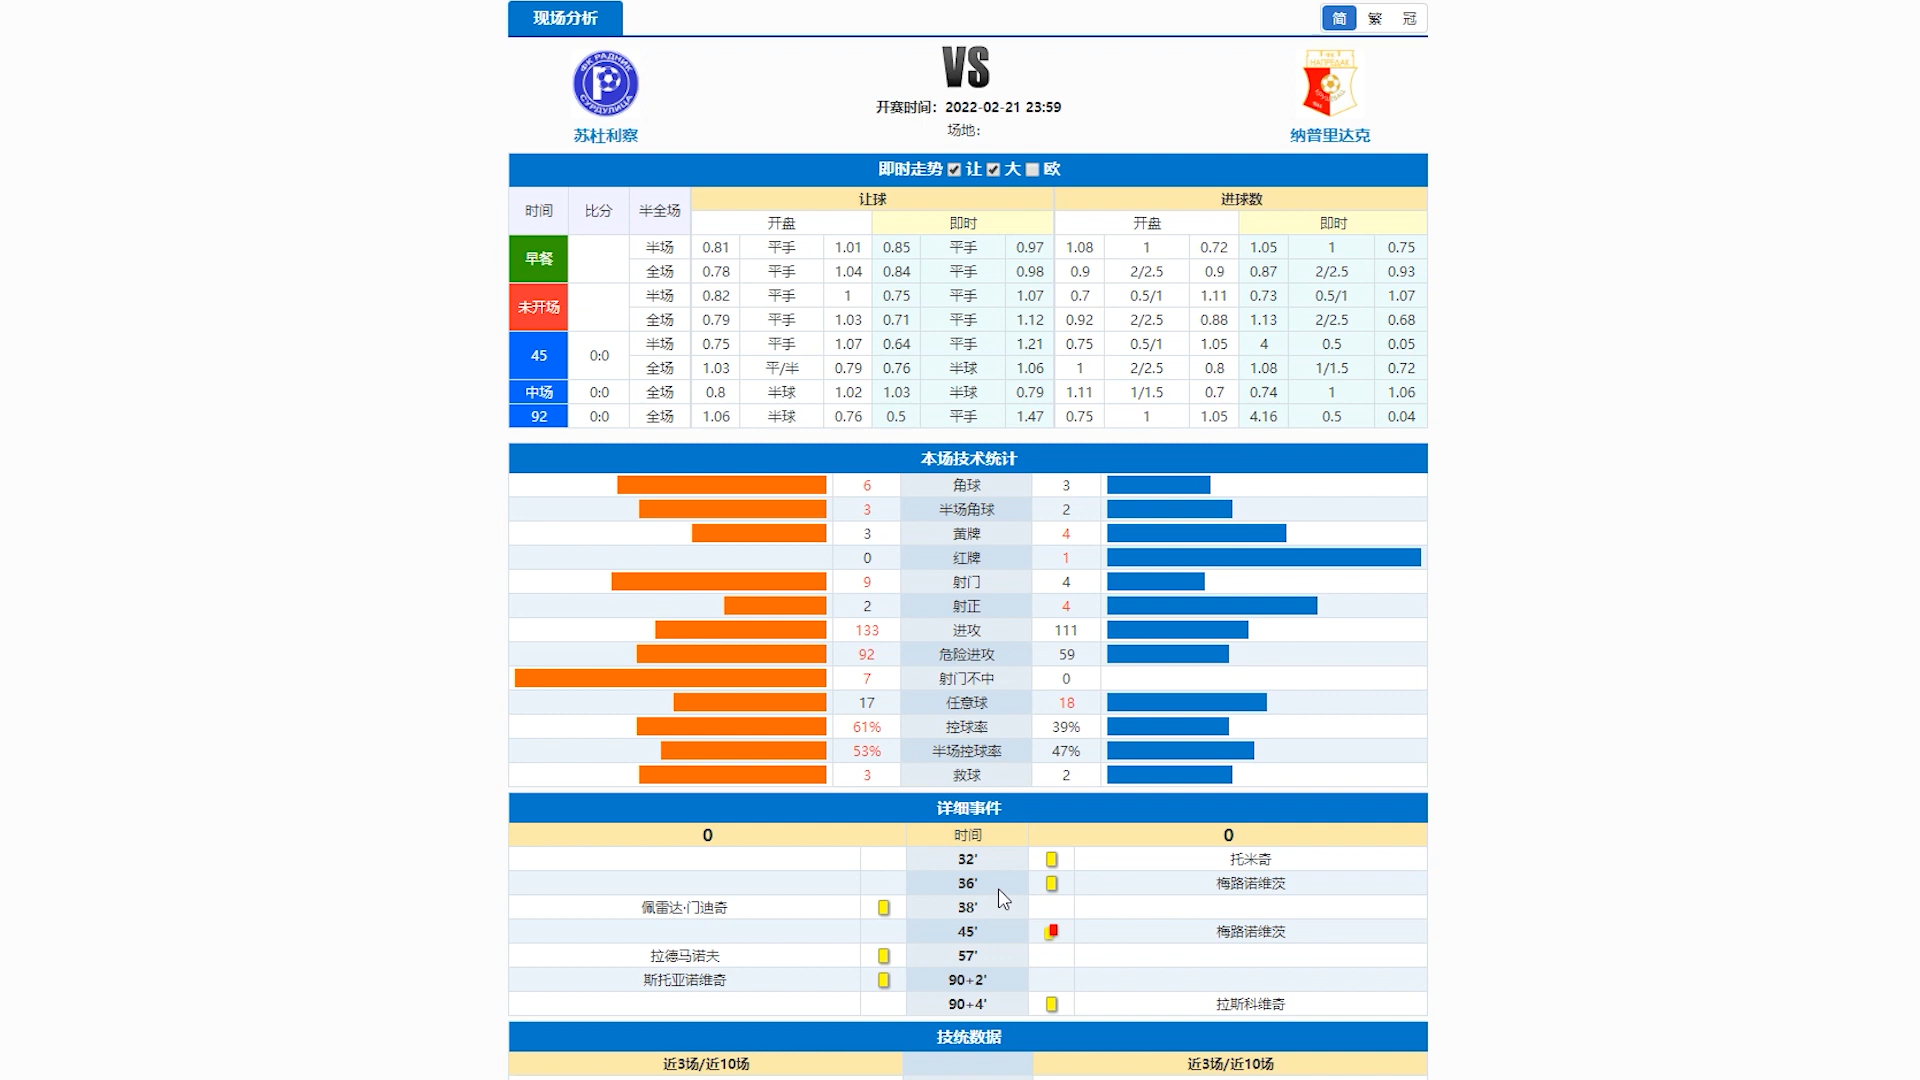 现场分析
简 繁 冠
VS
开赛时间：2022-02-21 23:59
场地：
苏杜利察
纳普里达克
ФК РАДНИК
СУРДУЛИЦА
НАПРЕДАК
即时走势 让 大 欧
时间 比分 半全场 让球 进球数
开盘 即时 开盘 即时
早餐 半场 0.81 平手 1.01 0.85 平手 0.97 1.08 1 0.72 1.05 1 0.75
全场 0.78 平手 1.04 0.84 平手 0.98 0.9 2/2.5 0.9 0.87 2/2.5 0.93
未开场 半场 0.82 平手 1 0.75 平手 1.07 0.7 0.5/1 1.11 0.73 0.5/1 1.07
全场 0.79 平手 1.03 0.71 平手 1.12 0.92 2/2.5 0.88 1.13 2/2.5 0.68
45 0:0 半场 0.75 平手 1.07 0.64 平手 1.21 0.75 0.5/1 1.05 4 0.5 0.05
全场 1.03 平/半 0.79 0.76 半球 1.06 1 2/2.5 0.8 1.08 1/1.5 0.72
中场 0:0 全场 0.8 半球 1.02 1.03 半球 0.79 1.11 1/1.5 0.7 0.74 1 1.06
92 0:0 全场 1.06 半球 0.76 0.5 平手 1.47 0.75 1 1.05 4.16 0.5 0.04
本场技术统计
6 角球 3
3 半场角球 2
3 黄牌 4
0 红牌 1
9 射门 4
2 射正 4
133 进攻 111
92 危险进攻 59
7 射门不中 0
17 任意球 18
61% 控球率 39%
53% 半场控球率 47%
3 救球 2
详细事件
0 时间 0
32' 托米奇
36' 梅路诺维茨
佩雷达·门迪奇 38'
45' 梅路诺维茨
拉德马诺夫 57'
斯托亚诺维奇 90+2'
90+4' 拉斯科维奇
技统数据
近3场/近10场 近3场/近10场